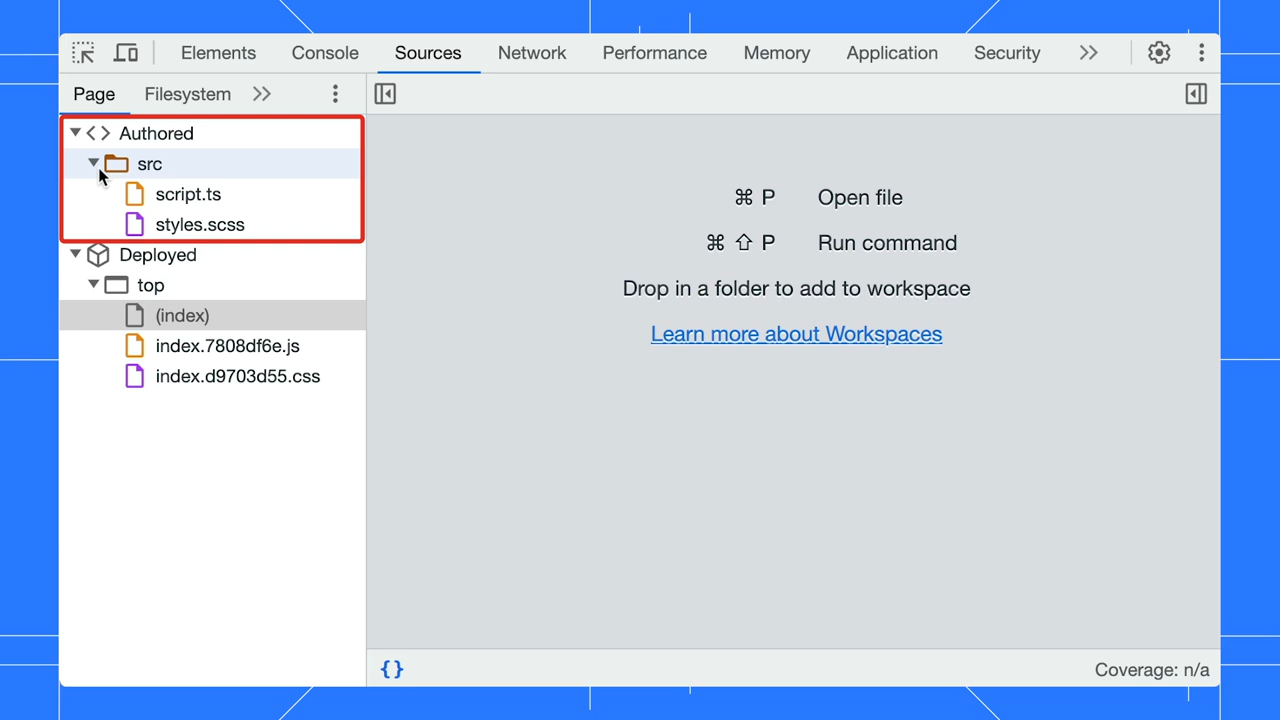 Elements Console Sources Network Performance Memory Application Security
Page Filesystem
Authored
src
script.ts
styles.scss
Deployed
top
(index)
index.7808df6e.js
index.d9703d55.css
⌘ P Open file
⌘ ⇧ P Run command
Drop in a folder to add to workspace
Learn more about Workspaces
{} Coverage: n/a